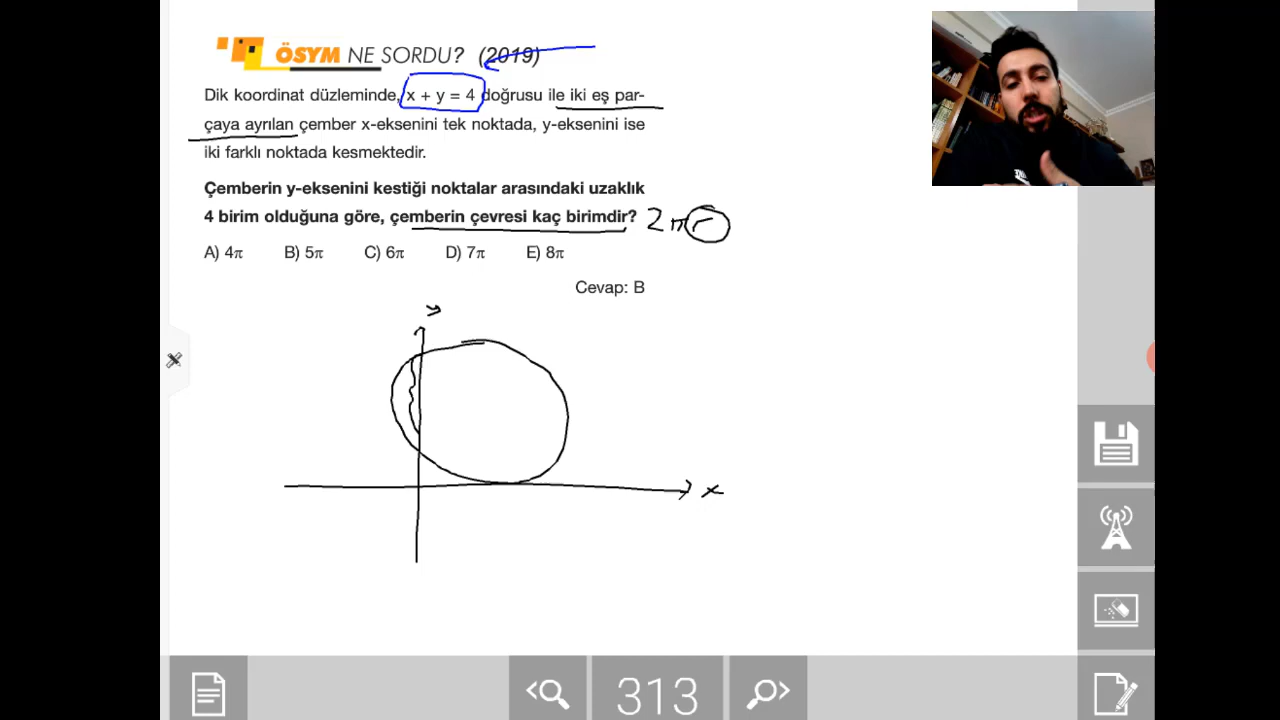 ÖSYM NE SORDU? (2019)
Dik koordinat düzleminde, x + y = 4 doğrusu ile iki eş par-
çaya ayrılan çember x-eksenini tek noktada, y-eksenini ise
iki farklı noktada kesmektedir.
Çemberin y-eksenini kestiği noktalar arasındaki uzaklık
4 birim olduğuna göre, çemberin çevresi kaç birimdir? 2πr
A) 4π B) 5π C) 6π D) 7π E) 8π
Cevap: B
y
x
313